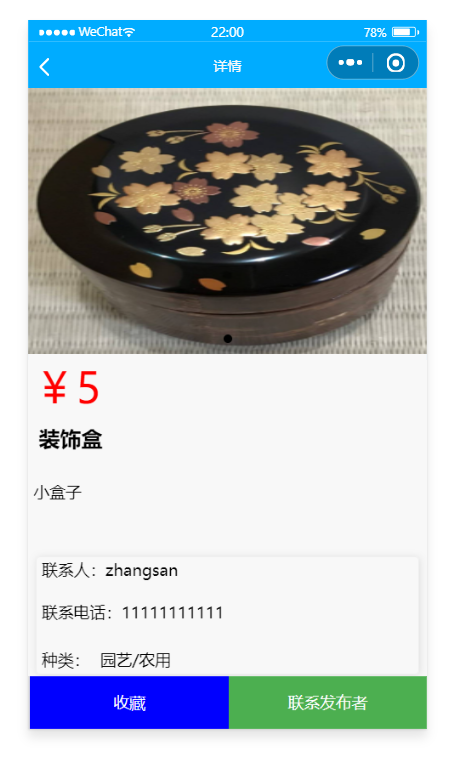 WeChat 22:00 78%
详情
￥5
装饰盒
小盒子
联系人：zhangsan
联系电话：11111111111
种类： 园艺/农用
收藏 联系发布者